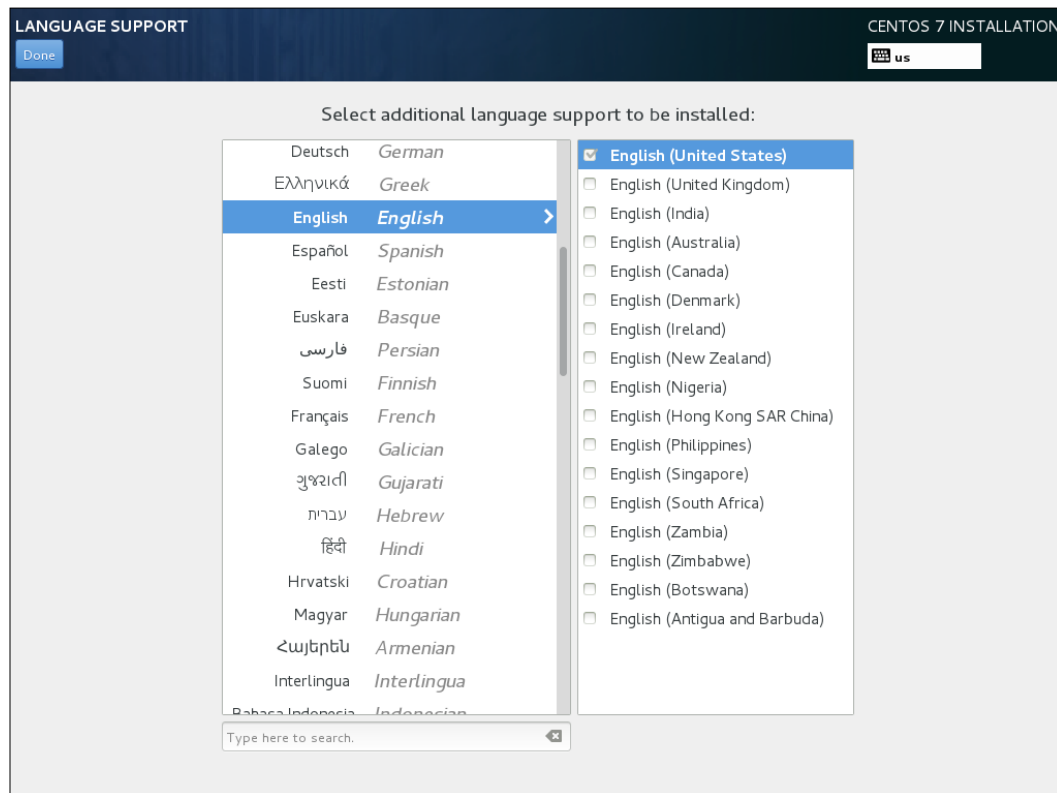 LANGUAGE SUPPORT
CENTOS 7 INSTALLATION
Done
us
Select additional language support to be installed:
Deutsch German
Ελληνικά Greek
English English
Español Spanish
Eesti Estonian
Euskara Basque
فارسی Persian
Suomi Finnish
Français French
Galego Galician
ગુજરાતી Gujarati
עברית Hebrew
हिंदी Hindi
Hrvatski Croatian
Magyar Hungarian
Հայերեն Armenian
Interlingua Interlingua
Bahasa Indonesia Indonesian
Type here to search.
English (United States)
English (United Kingdom)
English (India)
English (Australia)
English (Canada)
English (Denmark)
English (Ireland)
English (New Zealand)
English (Nigeria)
English (Hong Kong SAR China)
English (Philippines)
English (Singapore)
English (South Africa)
English (Zambia)
English (Zimbabwe)
English (Botswana)
English (Antigua and Barbuda)